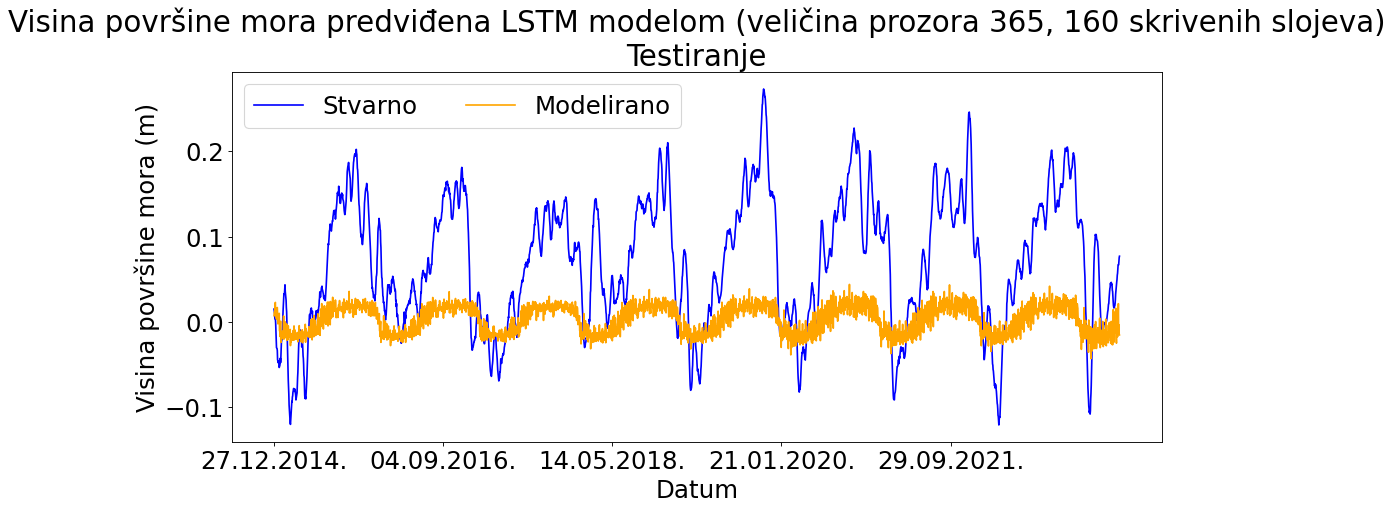 Visina površine mora predviđena LSTM modelom (veličina prozora 365, 160 skrivenih slojeva)
Testiranje
Stvarno
Modelirano
Visina površine mora (m)
0.2
0.1
0.0
−0.1
27.12.2014.
04.09.2016.
14.05.2018.
21.01.2020.
29.09.2021.
Datum